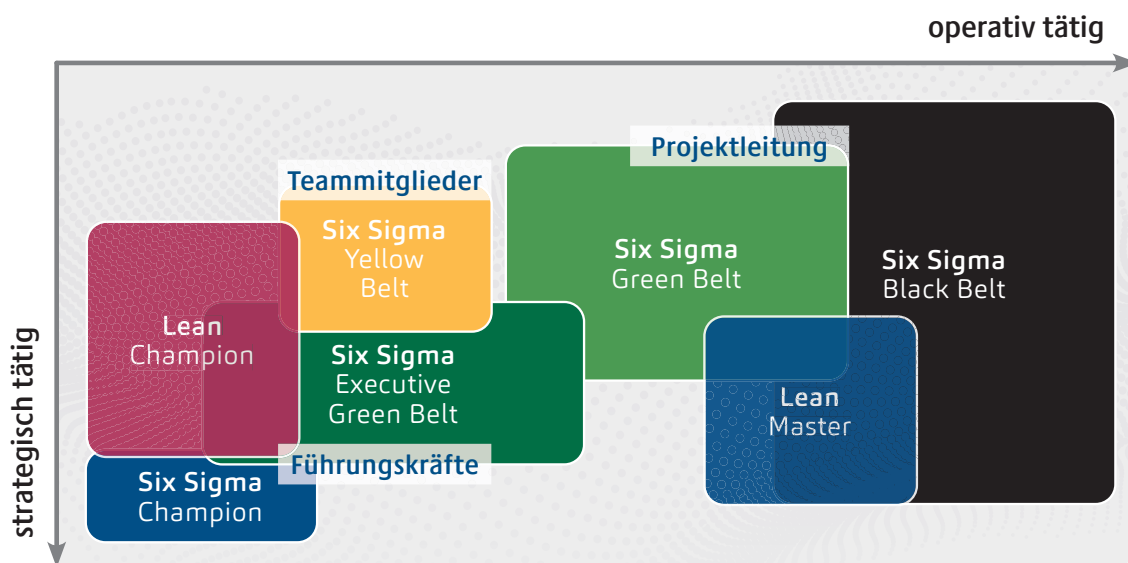 operativ tätig
Projektleitung
Teammitglieder
Six Sigma
Yellow
Belt
Six Sigma
Green Belt
Six Sigma
Black Belt
Lean
Champion
Six Sigma
Executive
Green Belt
Lean
Master
Führungskräfte
Six Sigma
Champion
strategisch tätig